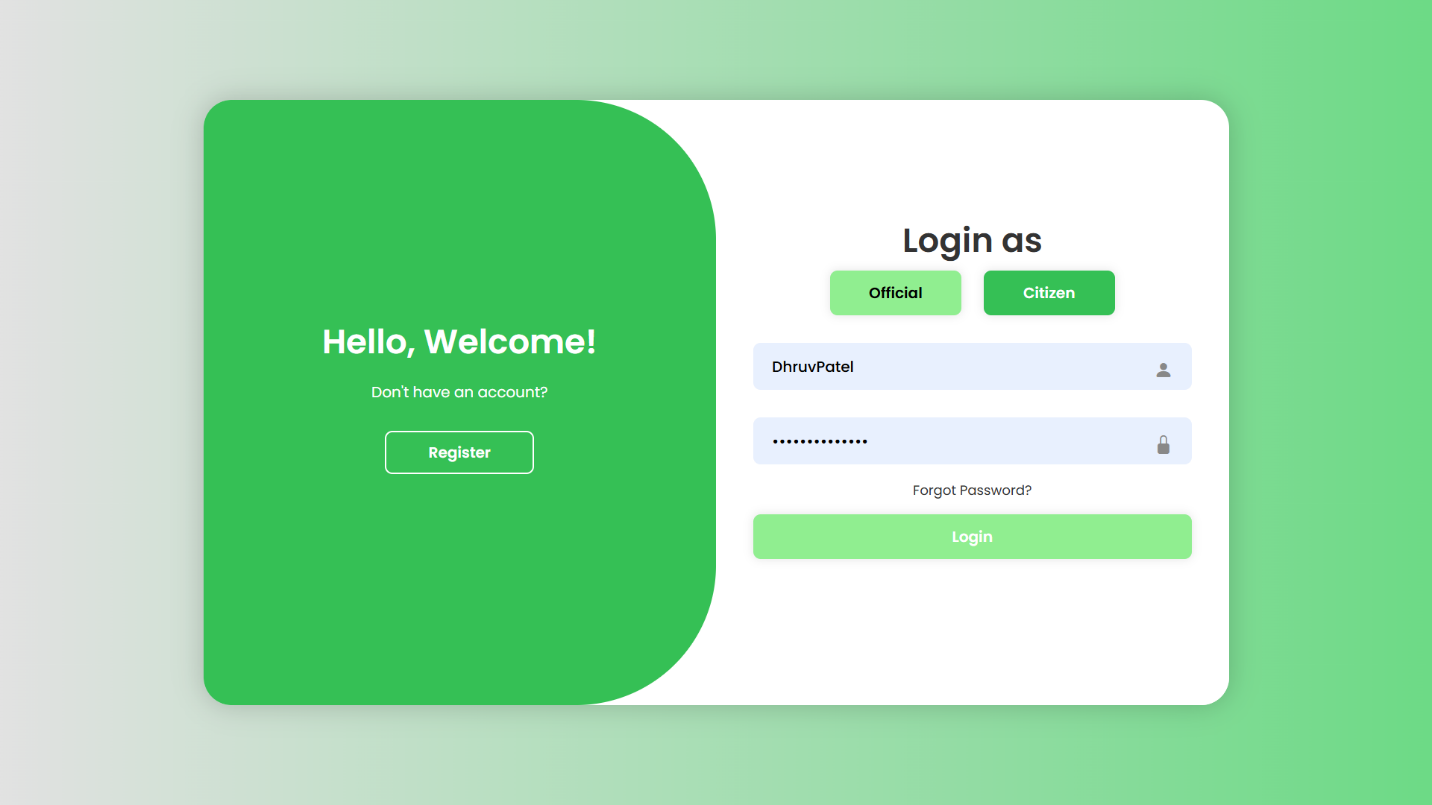 Hello, Welcome!
Don't have an account?
Register
Login as
Official
Citizen
DhruvPatel
••••••••••••••
Forgot Password?
Login